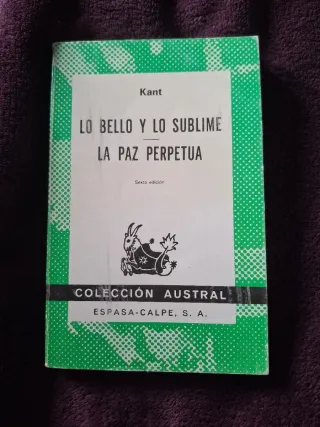 Kant
LO BELLO Y LO SUBLIME
LA PAZ PERPETUA
Sexta edición
COLECCIÓN AUSTRAL
ESPASA-CALPE, S. A.